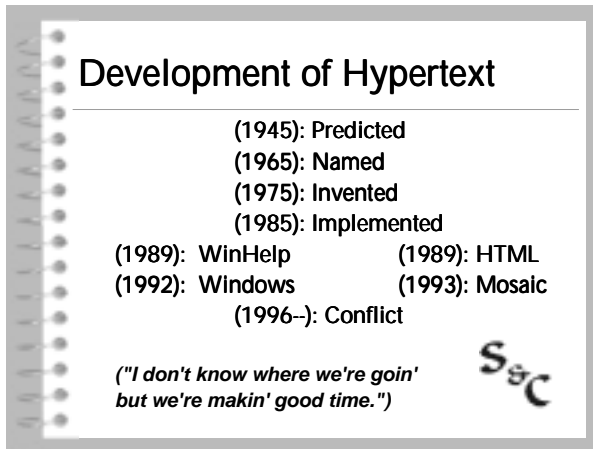 Development of Hypertext
(1945): Predicted
(1965): Named
(1975): Invented
(1985): Implemented
(1989): WinHelp (1989): HTML
(1992): Windows (1993): Mosaic
(1996--): Conflict
("I don't know where we're goin'
but we're makin' good time.")
S&C